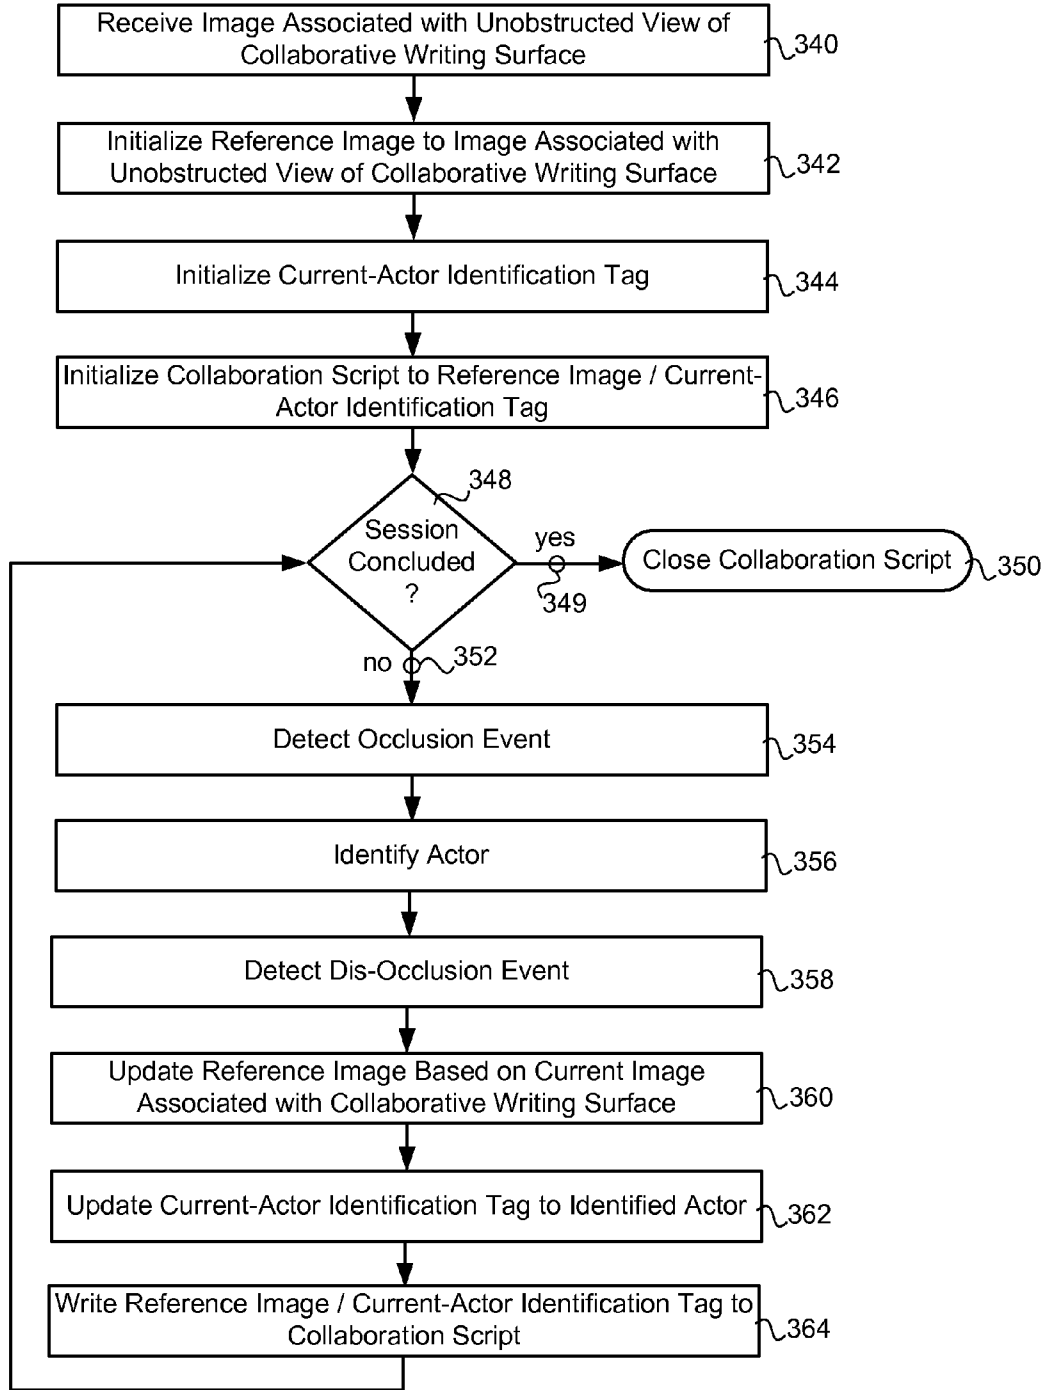 Receive Image Associated with Unobstructed View of
Collaborative Writing Surface
340
Initialize Reference Image to Image Associated with
Unobstructed View of Collaborative Writing Surface
342
Initialize Current-Actor Identification Tag
344
Initialize Collaboration Script to Reference Image / Current-
Actor Identification Tag
346
348
Session
Concluded
?
yes
349
Close Collaboration Script
350
no
352
Detect Occlusion Event
354
Identify Actor
356
Detect Dis-Occlusion Event
358
Update Reference Image Based on Current Image
Associated with Collaborative Writing Surface
360
Update Current-Actor Identification Tag to Identified Actor
362
Write Reference Image / Current-Actor Identification Tag to
Collaboration Script
364